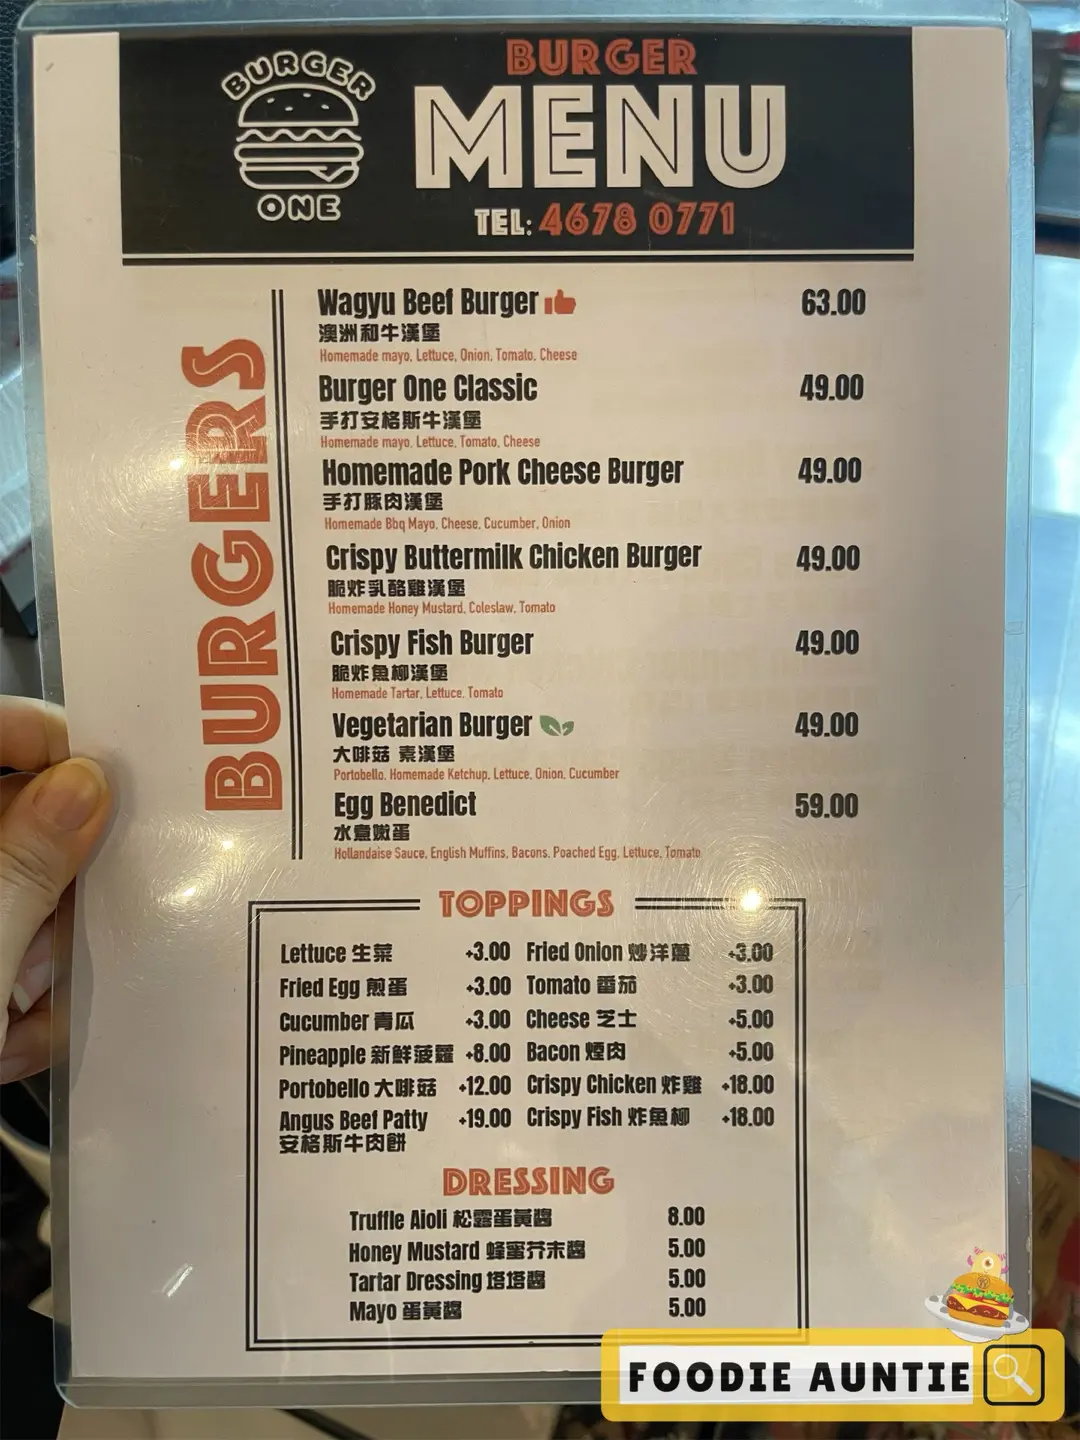 BURGER
ONE
BURGER
MENU
TEL: 4678 0771
BURGERS
Wagyu Beef Burger 63.00
澳洲和牛漢堡
Homemade mayo, Lettuce, Onion, Tomato, Cheese
Burger One Classic 49.00
手打安格斯牛漢堡
Homemade mayo, Lettuce, Tomato, Cheese
Homemade Pork Cheese Burger 49.00
手打豚肉漢堡
Homemade Bbq Mayo, Cheese, Cucumber, Onion
Crispy Buttermilk Chicken Burger 49.00
脆炸乳酪雞漢堡
Homemade Honey Mustard, Coleslaw, Tomato
Crispy Fish Burger 49.00
脆炸魚柳漢堡
Homemade Tartar, Lettuce, Tomato
Vegetarian Burger 49.00
大啡菇 素漢堡
Portobello, Homemade Ketchup, Lettuce, Onion, Cucumber
Egg Benedict 59.00
水煮嫩蛋
Hollandaise Sauce, English Muffins, Bacons, Poached Egg, Lettuce, Tomato
TOPPINGS
Lettuce 生菜 +3.00 Fried Onion 炒洋蔥 +3.00
Fried Egg 煎蛋 +3.00 Tomato 番茄 +3.00
Cucumber 青瓜 +3.00 Cheese 芝士 +5.00
Pineapple 新鮮菠蘿 +8.00 Bacon 煙肉 +5.00
Portobello 大啡菇 +12.00 Crispy Chicken 炸雞 +18.00
Angus Beef Patty +19.00 Crispy Fish 炸魚柳 +18.00
安格斯牛肉餅
DRESSING
Truffle Aioli 松露蛋黃醬 8.00
Honey Mustard 蜂蜜芥末醬 5.00
Tartar Dressing 塔塔醬 5.00
Mayo 蛋黃醬 5.00
FOODIE AUNTIE